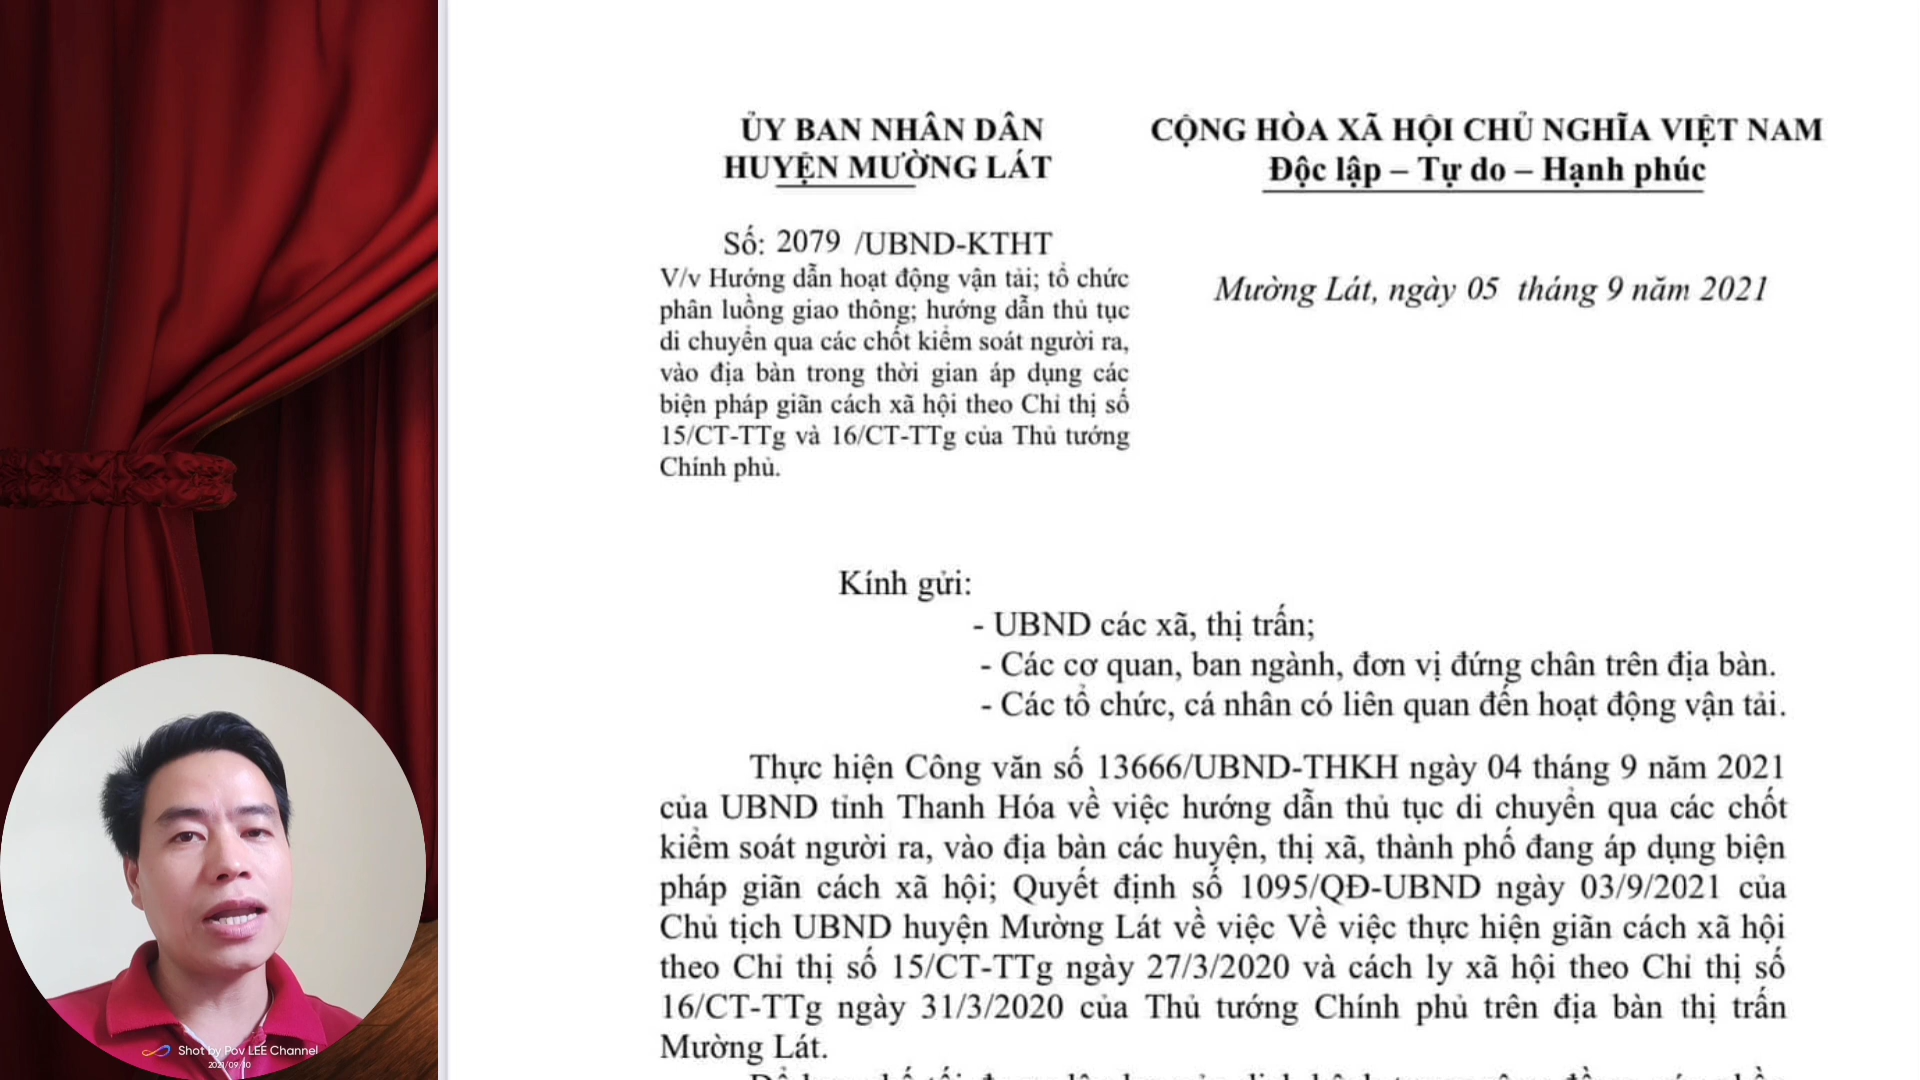 ỦY BAN NHÂN DÂN
HUYỆN MƯỜNG LÁT
CỘNG HÒA XÃ HỘI CHỦ NGHĨA VIỆT NAM
Độc lập – Tự do – Hạnh phúc
Số: 2079 /UBND-KTHT
V/v Hướng dẫn hoạt động vận tải; tổ chức
phân luồng giao thông; hướng dẫn thủ tục
di chuyển qua các chốt kiểm soát người ra,
vào địa bàn trong thời gian áp dụng các
biện pháp giãn cách xã hội theo Chỉ thị số
15/CT-TTg và 16/CT-TTg của Thủ tướng
Chính phủ.
Mường Lát, ngày 05 tháng 9 năm 2021
Kính gửi:
- UBND các xã, thị trấn;
- Các cơ quan, ban ngành, đơn vị đứng chân trên địa bàn.
- Các tổ chức, cá nhân có liên quan đến hoạt động vận tải.
Thực hiện Công văn số 13666/UBND-THKH ngày 04 tháng 9 năm 2021
của UBND tỉnh Thanh Hóa về việc hướng dẫn thủ tục di chuyển qua các chốt
kiểm soát người ra, vào địa bàn các huyện, thị xã, thành phố đang áp dụng biện
pháp giãn cách xã hội; Quyết định số 1095/QĐ-UBND ngày 03/9/2021 của
Chủ tịch UBND huyện Mường Lát về việc Về việc thực hiện giãn cách xã hội
theo Chỉ thị số 15/CT-TTg ngày 27/3/2020 và cách ly xã hội theo Chỉ thị số
16/CT-TTg ngày 31/3/2020 của Thủ tướng Chính phủ trên địa bàn thị trấn
Mường Lát.
Shot by Pov LEE Channel
2021/09/10